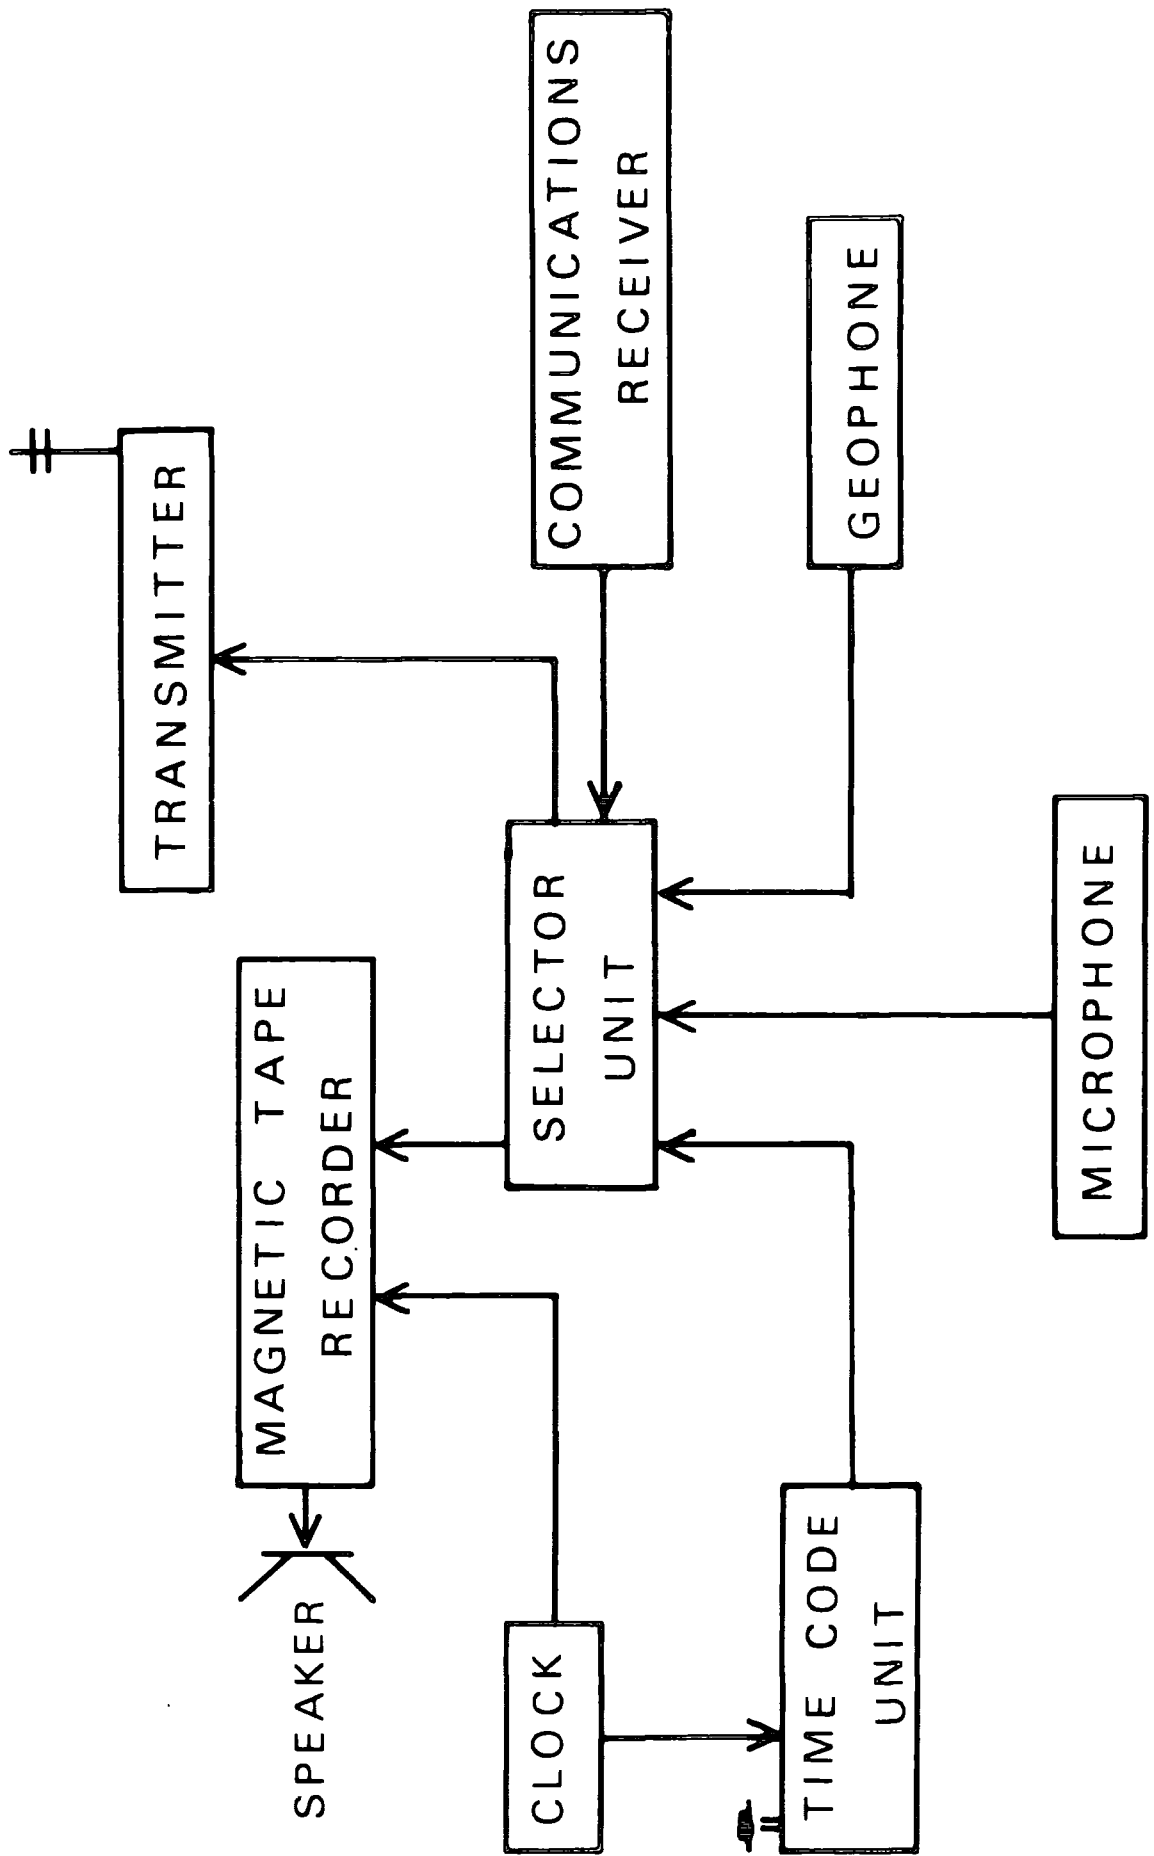 SPEAKER
MAGNETIC TAPE
RECORDER
TRANSMITTER
CLOCK
SELECTOR
UNIT
COMMUNICATIONS
RECEIVER
TIME CODE
UNIT
GEOPHONE
MICROPHONE